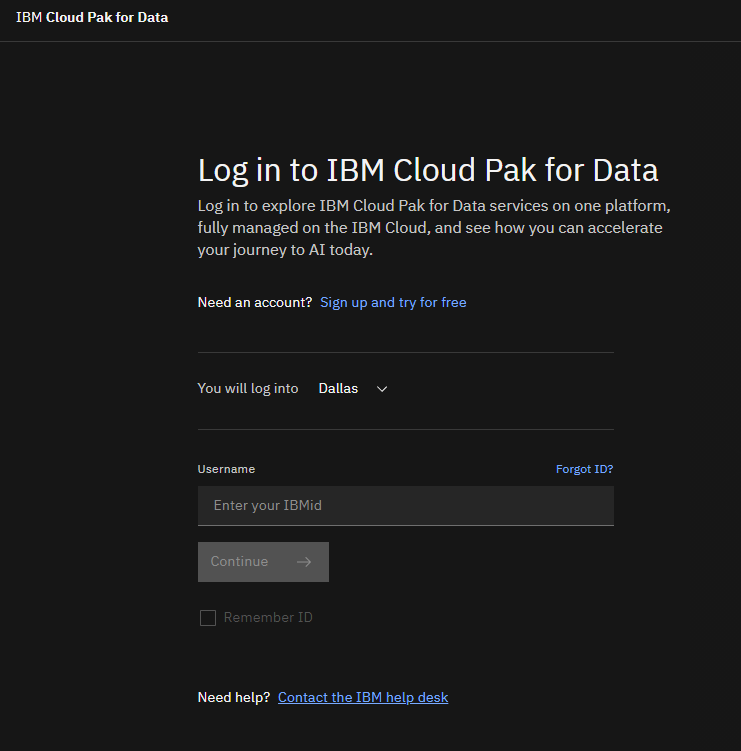 IBM Cloud Pak for Data
Log in to IBM Cloud Pak for Data
Log in to explore IBM Cloud Pak for Data services on one platform,
fully managed on the IBM Cloud, and see how you can accelerate
your journey to AI today.
Need an account? Sign up and try for free
You will log into Dallas
Username Forgot ID?
Enter your IBMid
Continue
Remember ID
Need help? Contact the IBM help desk